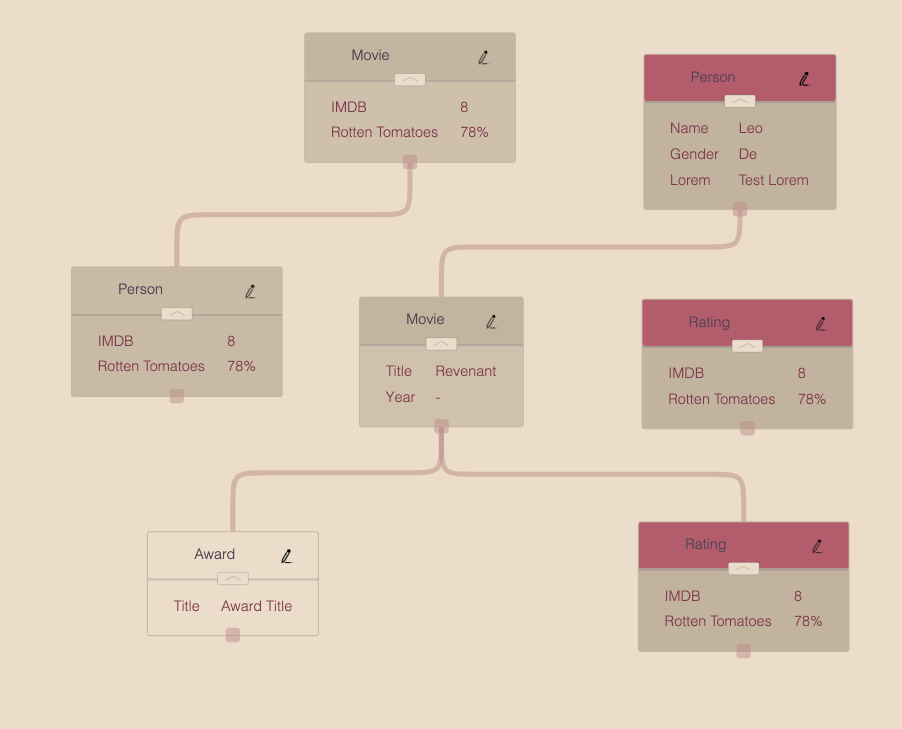 Movie
IMDB 8
Rotten Tomatoes 78%
Person
Name Leo
Gender De
Lorem Test Lorem
Person
IMDB 8
Rotten Tomatoes 78%
Movie
Title Revenant
Year -
Rating
IMDB 8
Rotten Tomatoes 78%
Award
Title Award Title
Rating
IMDB 8
Rotten Tomatoes 78%